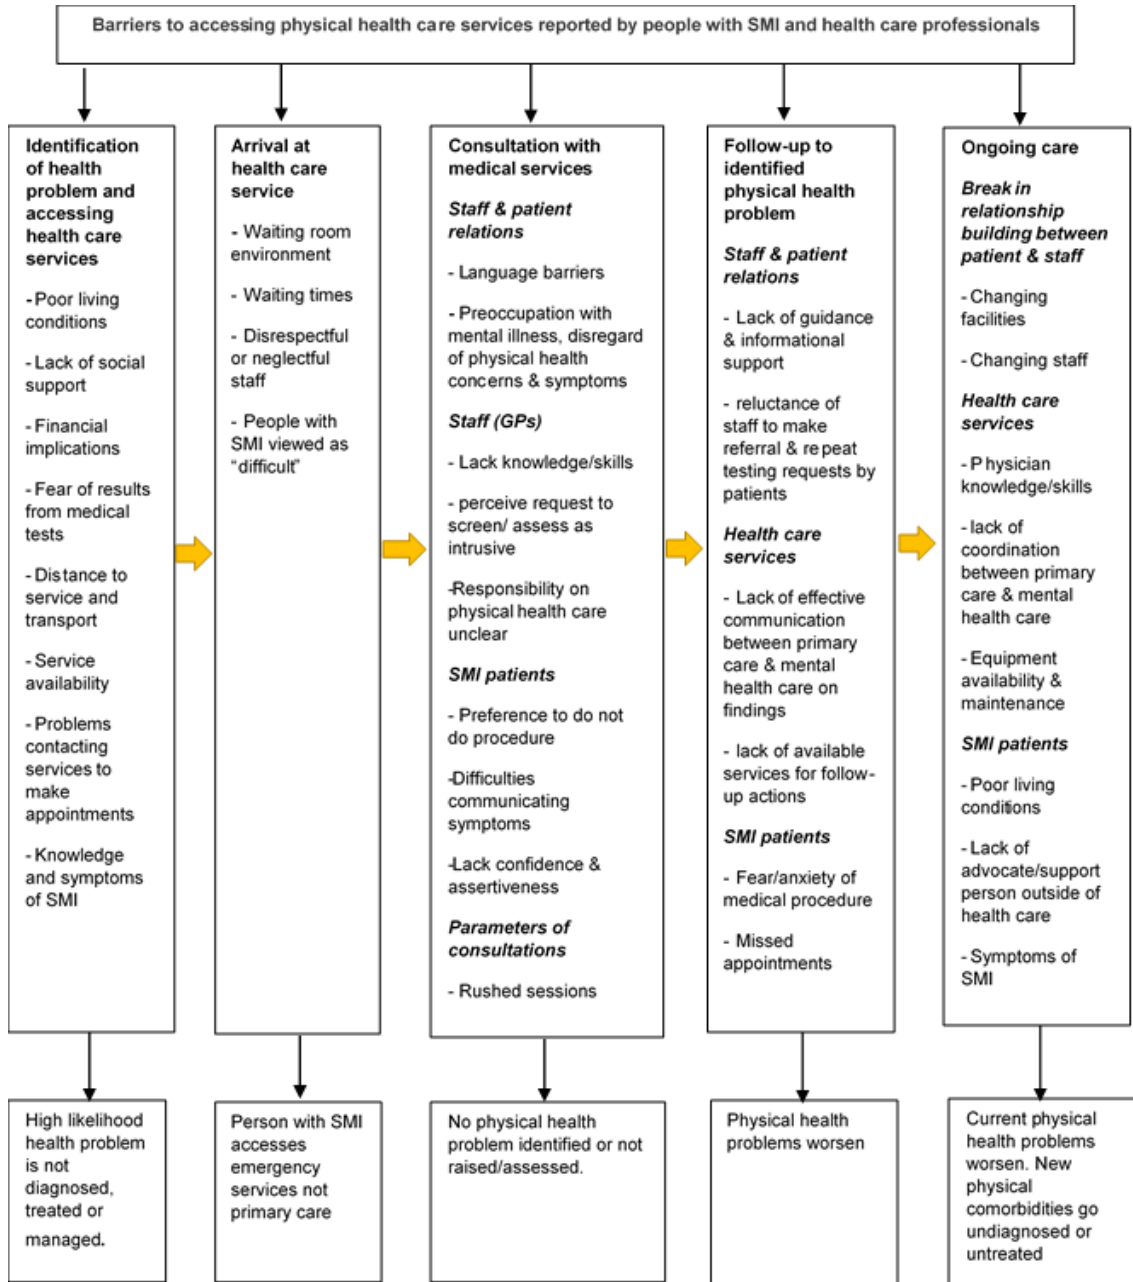 Barriers to accessing physical health care services reported by people with SMI and health care professionals
Identification
of health
problem and
accessing
health care
services
- Poor living
conditions
- Lack of social
support
- Financial
implications
- Fear of results
from medical
tests
- Distance to
service and
transport
- Service
availability
- Problems
contacting
services to
make
appointments
- Knowledge
and symptoms
of SMI
High likelihood
health problem
is not
diagnosed,
treated or
managed.
Arrival at
health care
service
- Waiting room
environment
- Waiting times
- Disrespectful
or neglectful
staff
- People with
SMI viewed as
"difficult"
Person with SMI
accesses
emergency
services not
primary care
Consultation with
medical services
Staff & patient
relations
- Language barriers
- Preoccupation with
mental illness, disregard
of physical health
concerns & symptoms
Staff (GPs)
- Lack knowledge/skills
- perceive request to
screen/ assess as
intrusive
-Responsibility on
physical health care
unclear
SMI patients
- Preference to do not
do procedure
-Difficulties
communicating
symptoms
-Lack confidence &
assertiveness
Parameters of
consultations
- Rushed sessions
No physical health
problem identified or not
raised/assessed.
Follow-up to
identified
physical health
problem
Staff & patient
relations
- Lack of guidance
& informational
support
- reluctance of
staff to make
referral & repeat
testing requests by
patients
Health care
services
- Lack of effective
communication
between primary
care & mental
health care on
findings
- lack of available
services for follow-
up actions
SMI patients
- Fear/anxiety of
medical procedure
- Missed
appointments
Physical health
problems worsen
Ongoing care
Break in
relationship
building between
patient & staff
- Changing
facilities
- Changing staff
Health care
services
- Physician
knowledge/skills
- lack of
coordination
between primary
care & mental
health care
- Equipment
availability &
maintenance
SMI patients
- Poor living
conditions
- Lack of
advocate/support
person outside of
health care
- Symptoms of
SMI
Current physical
health problems
worsen. New
physical
comorbidities go
undiagnosed or
untreated